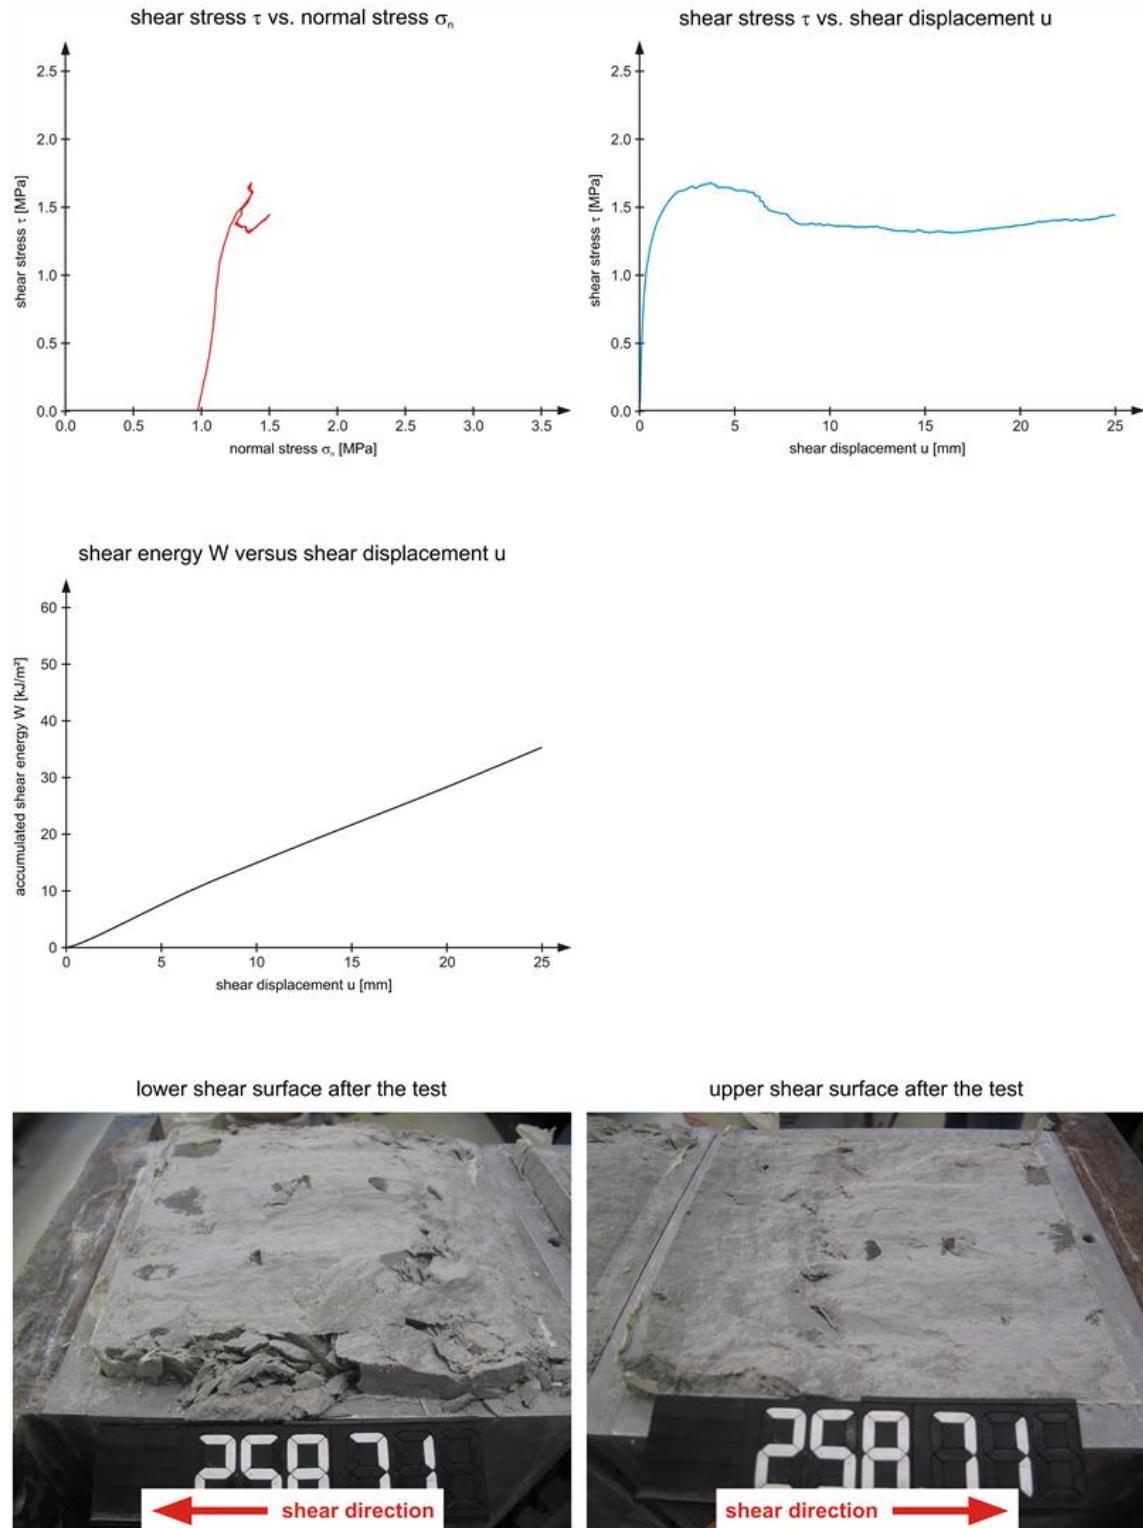 shear stress τ vs. normal stress σₙ
shear stress τ vs. shear displacement u
shear stress τ [MPa]
2.5
2.0
1.5
1.0
0.5
0.0
0.0 0.5 1.0 1.5 2.0 2.5 3.0 3.5
normal stress σₙ [MPa]
shear stress τ [MPa]
2.5
2.0
1.5
1.0
0.5
0.0
0 5 10 15 20 25
shear displacement u [mm]
shear energy W versus shear displacement u
accumulated shear energy W [kJ/m²]
60
50
40
30
20
10
0
0 5 10 15 20 25
shear displacement u [mm]
lower shear surface after the test
upper shear surface after the test
25871
shear direction
25871
shear direction